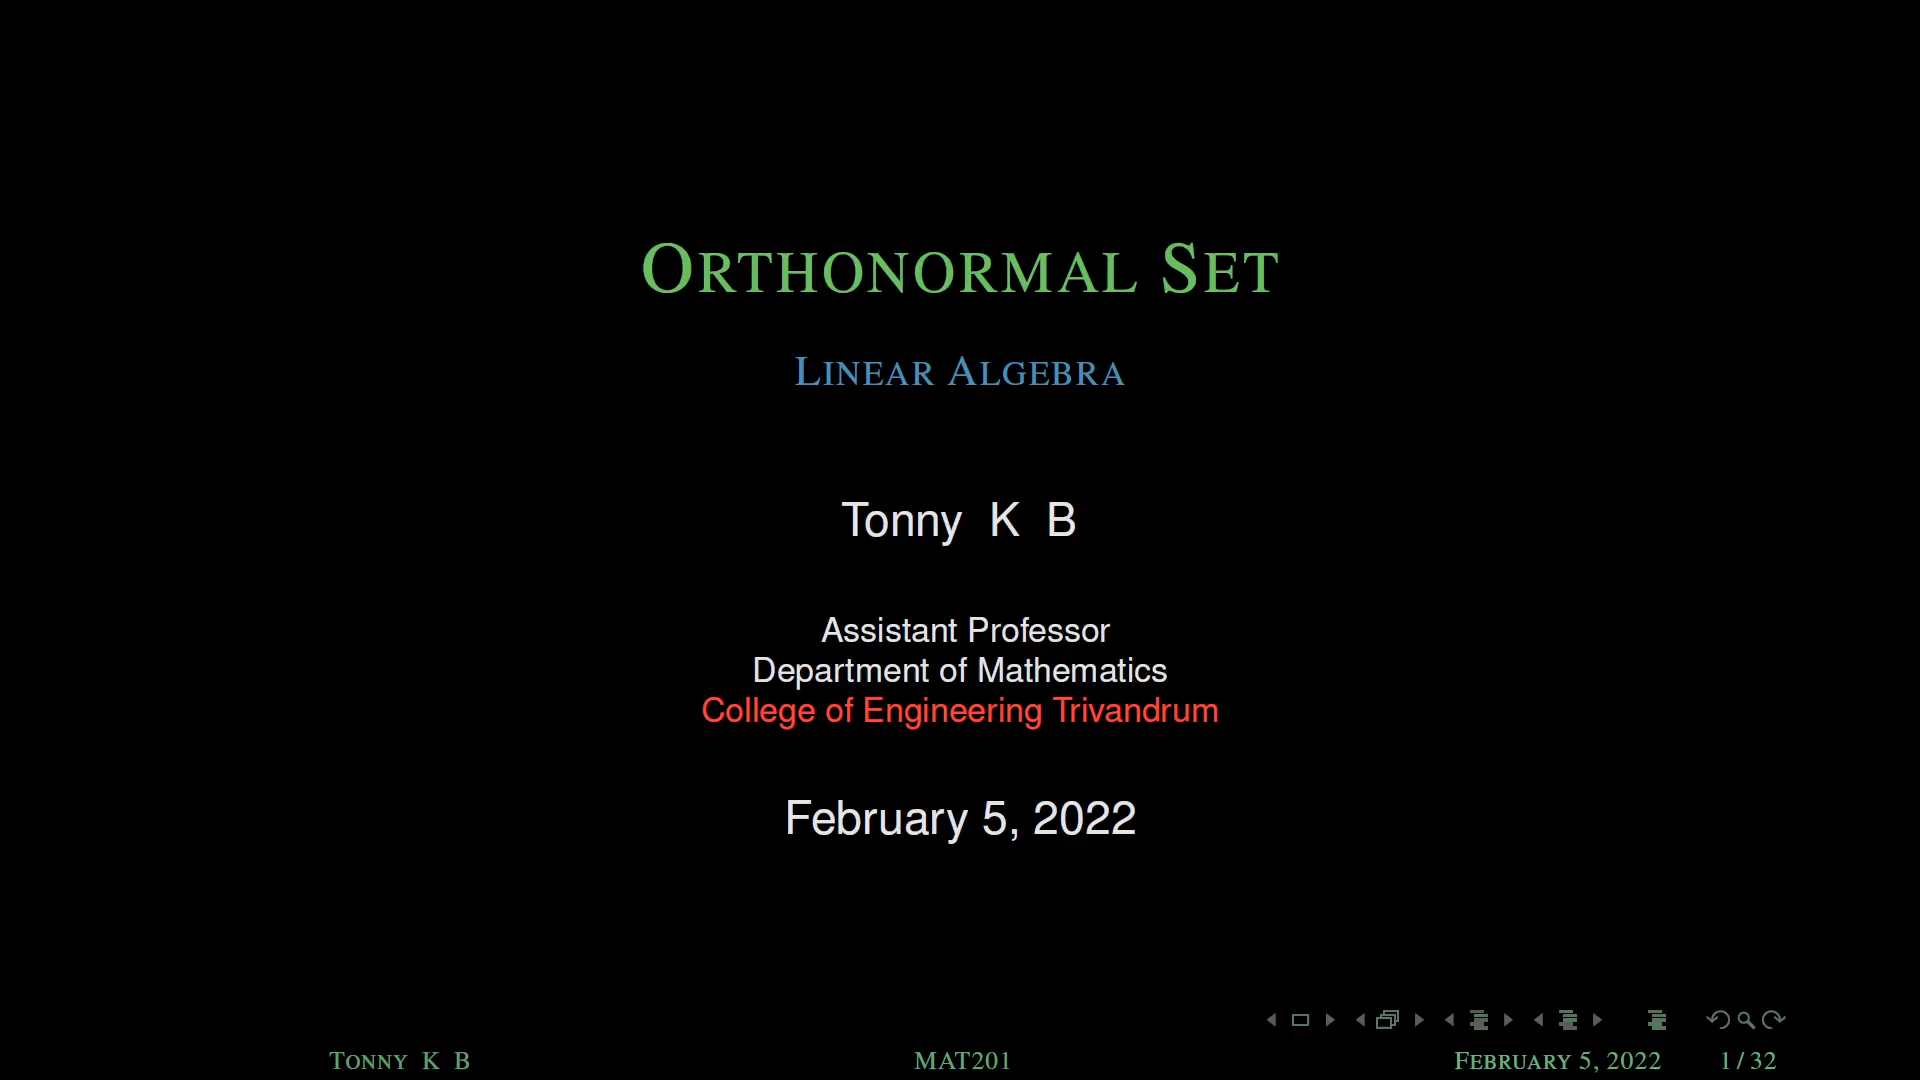 Orthonormal Set
Linear Algebra
Tonny K B
Assistant Professor
Department of Mathematics
College of Engineering Trivandrum
February 5, 2022
Tonny K B MAT201 February 5, 2022 1 / 32